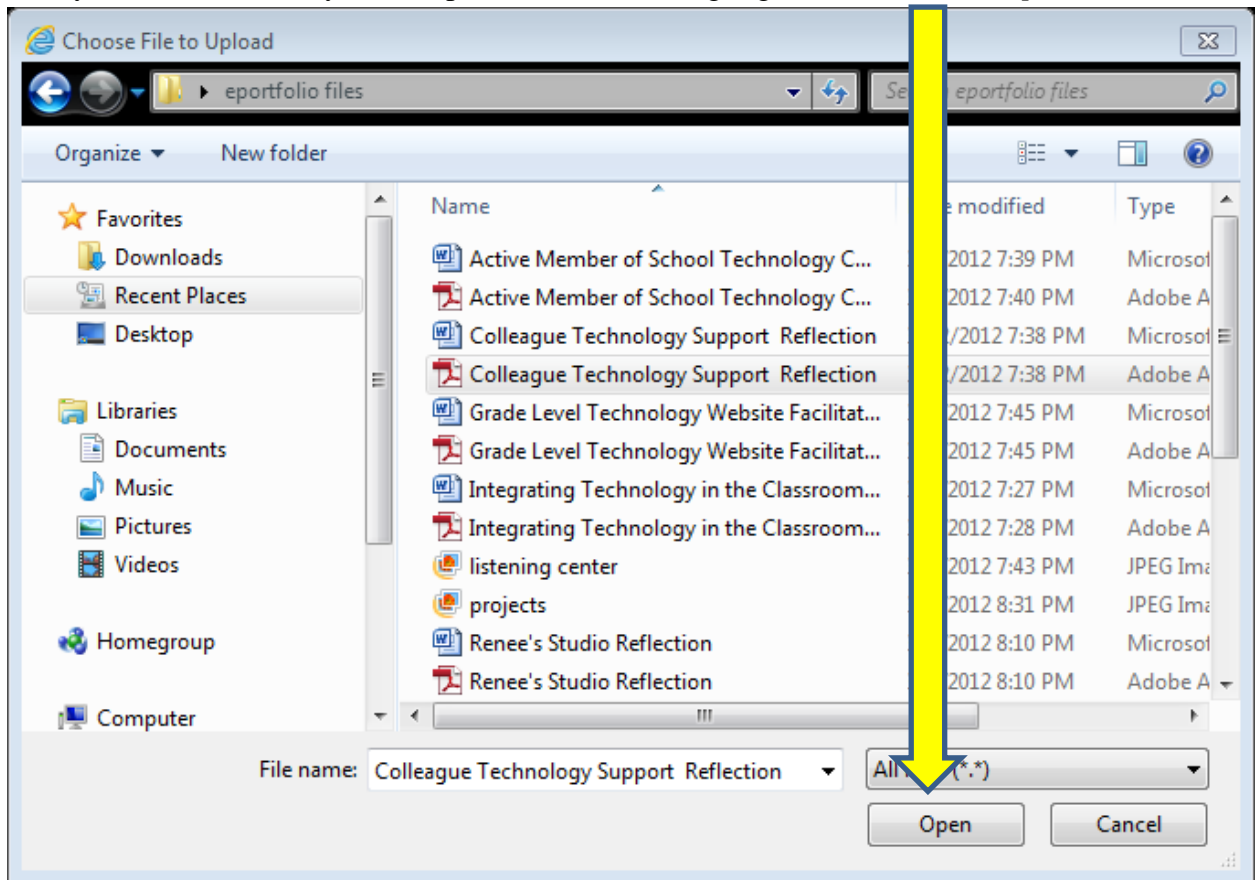 Choose File to Upload
eportfolio files
eportfolio files
Organize New folder
Favorites
Downloads
Recent Places
Desktop
Libraries
Documents
Music
Pictures
Videos
Homegroup
Computer
Name modified Type
Active Member of School Technology C... 2012 7:39 PM Microsof
Active Member of School Technology C... 2012 7:40 PM Adobe A
Colleague Technology Support Reflection /2012 7:38 PM Microsof
Colleague Technology Support Reflection /2012 7:38 PM Adobe A
Grade Level Technology Website Facilitat... 2012 7:45 PM Microsof
Grade Level Technology Website Facilitat... 2012 7:45 PM Adobe A
Integrating Technology in the Classroom... 2012 7:27 PM Microsof
Integrating Technology in the Classroom... 2012 7:28 PM Adobe A
listening center 2012 7:43 PM JPEG Ima
projects 2012 8:31 PM JPEG Ima
Renee's Studio Reflection 2012 8:10 PM Microsof
Renee's Studio Reflection 2012 8:10 PM Adobe A
File name: Colleague Technology Support Reflection All (*.*)
Open Cancel